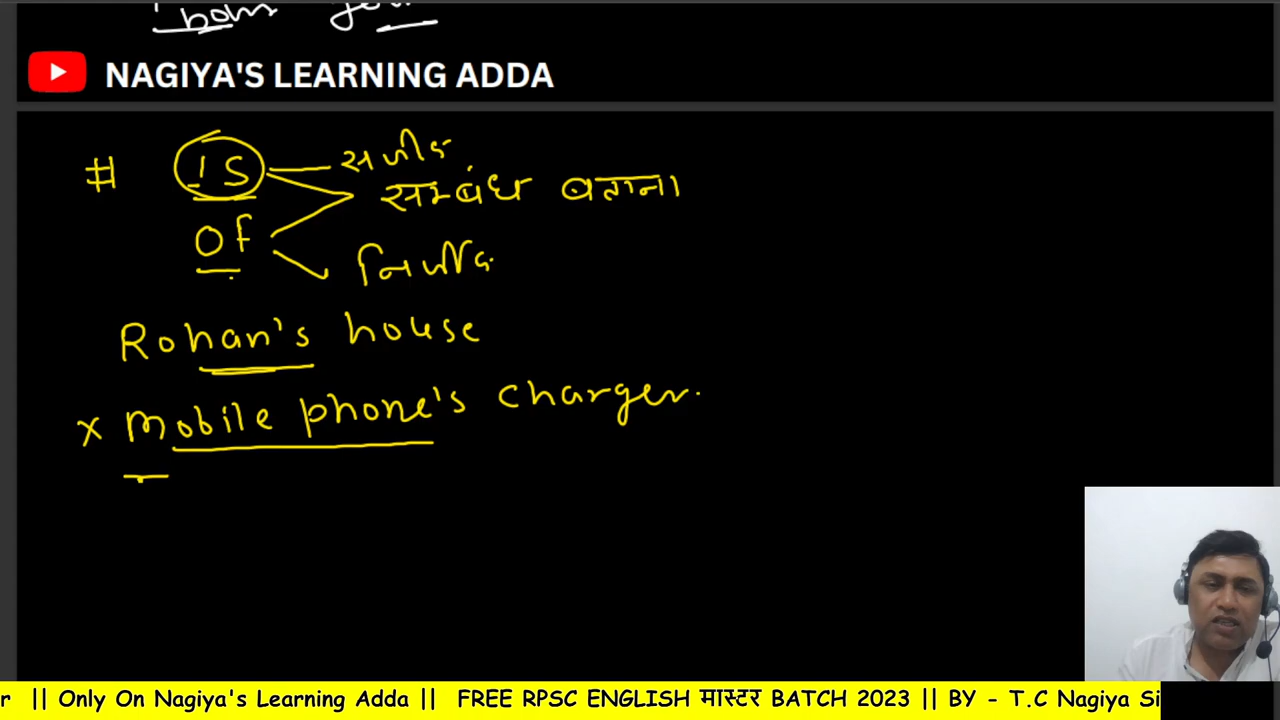 NAGIYA'S LEARNING ADDA
# 's सजीव
सम्बंध बताना
of निर्जीव
Rohan's house
x Mobile phone's charger.
r || Only On Nagiya's Learning Adda || FREE RPSC ENGLISH मास्टर BATCH 2023 || BY - T.C Nagiya Si